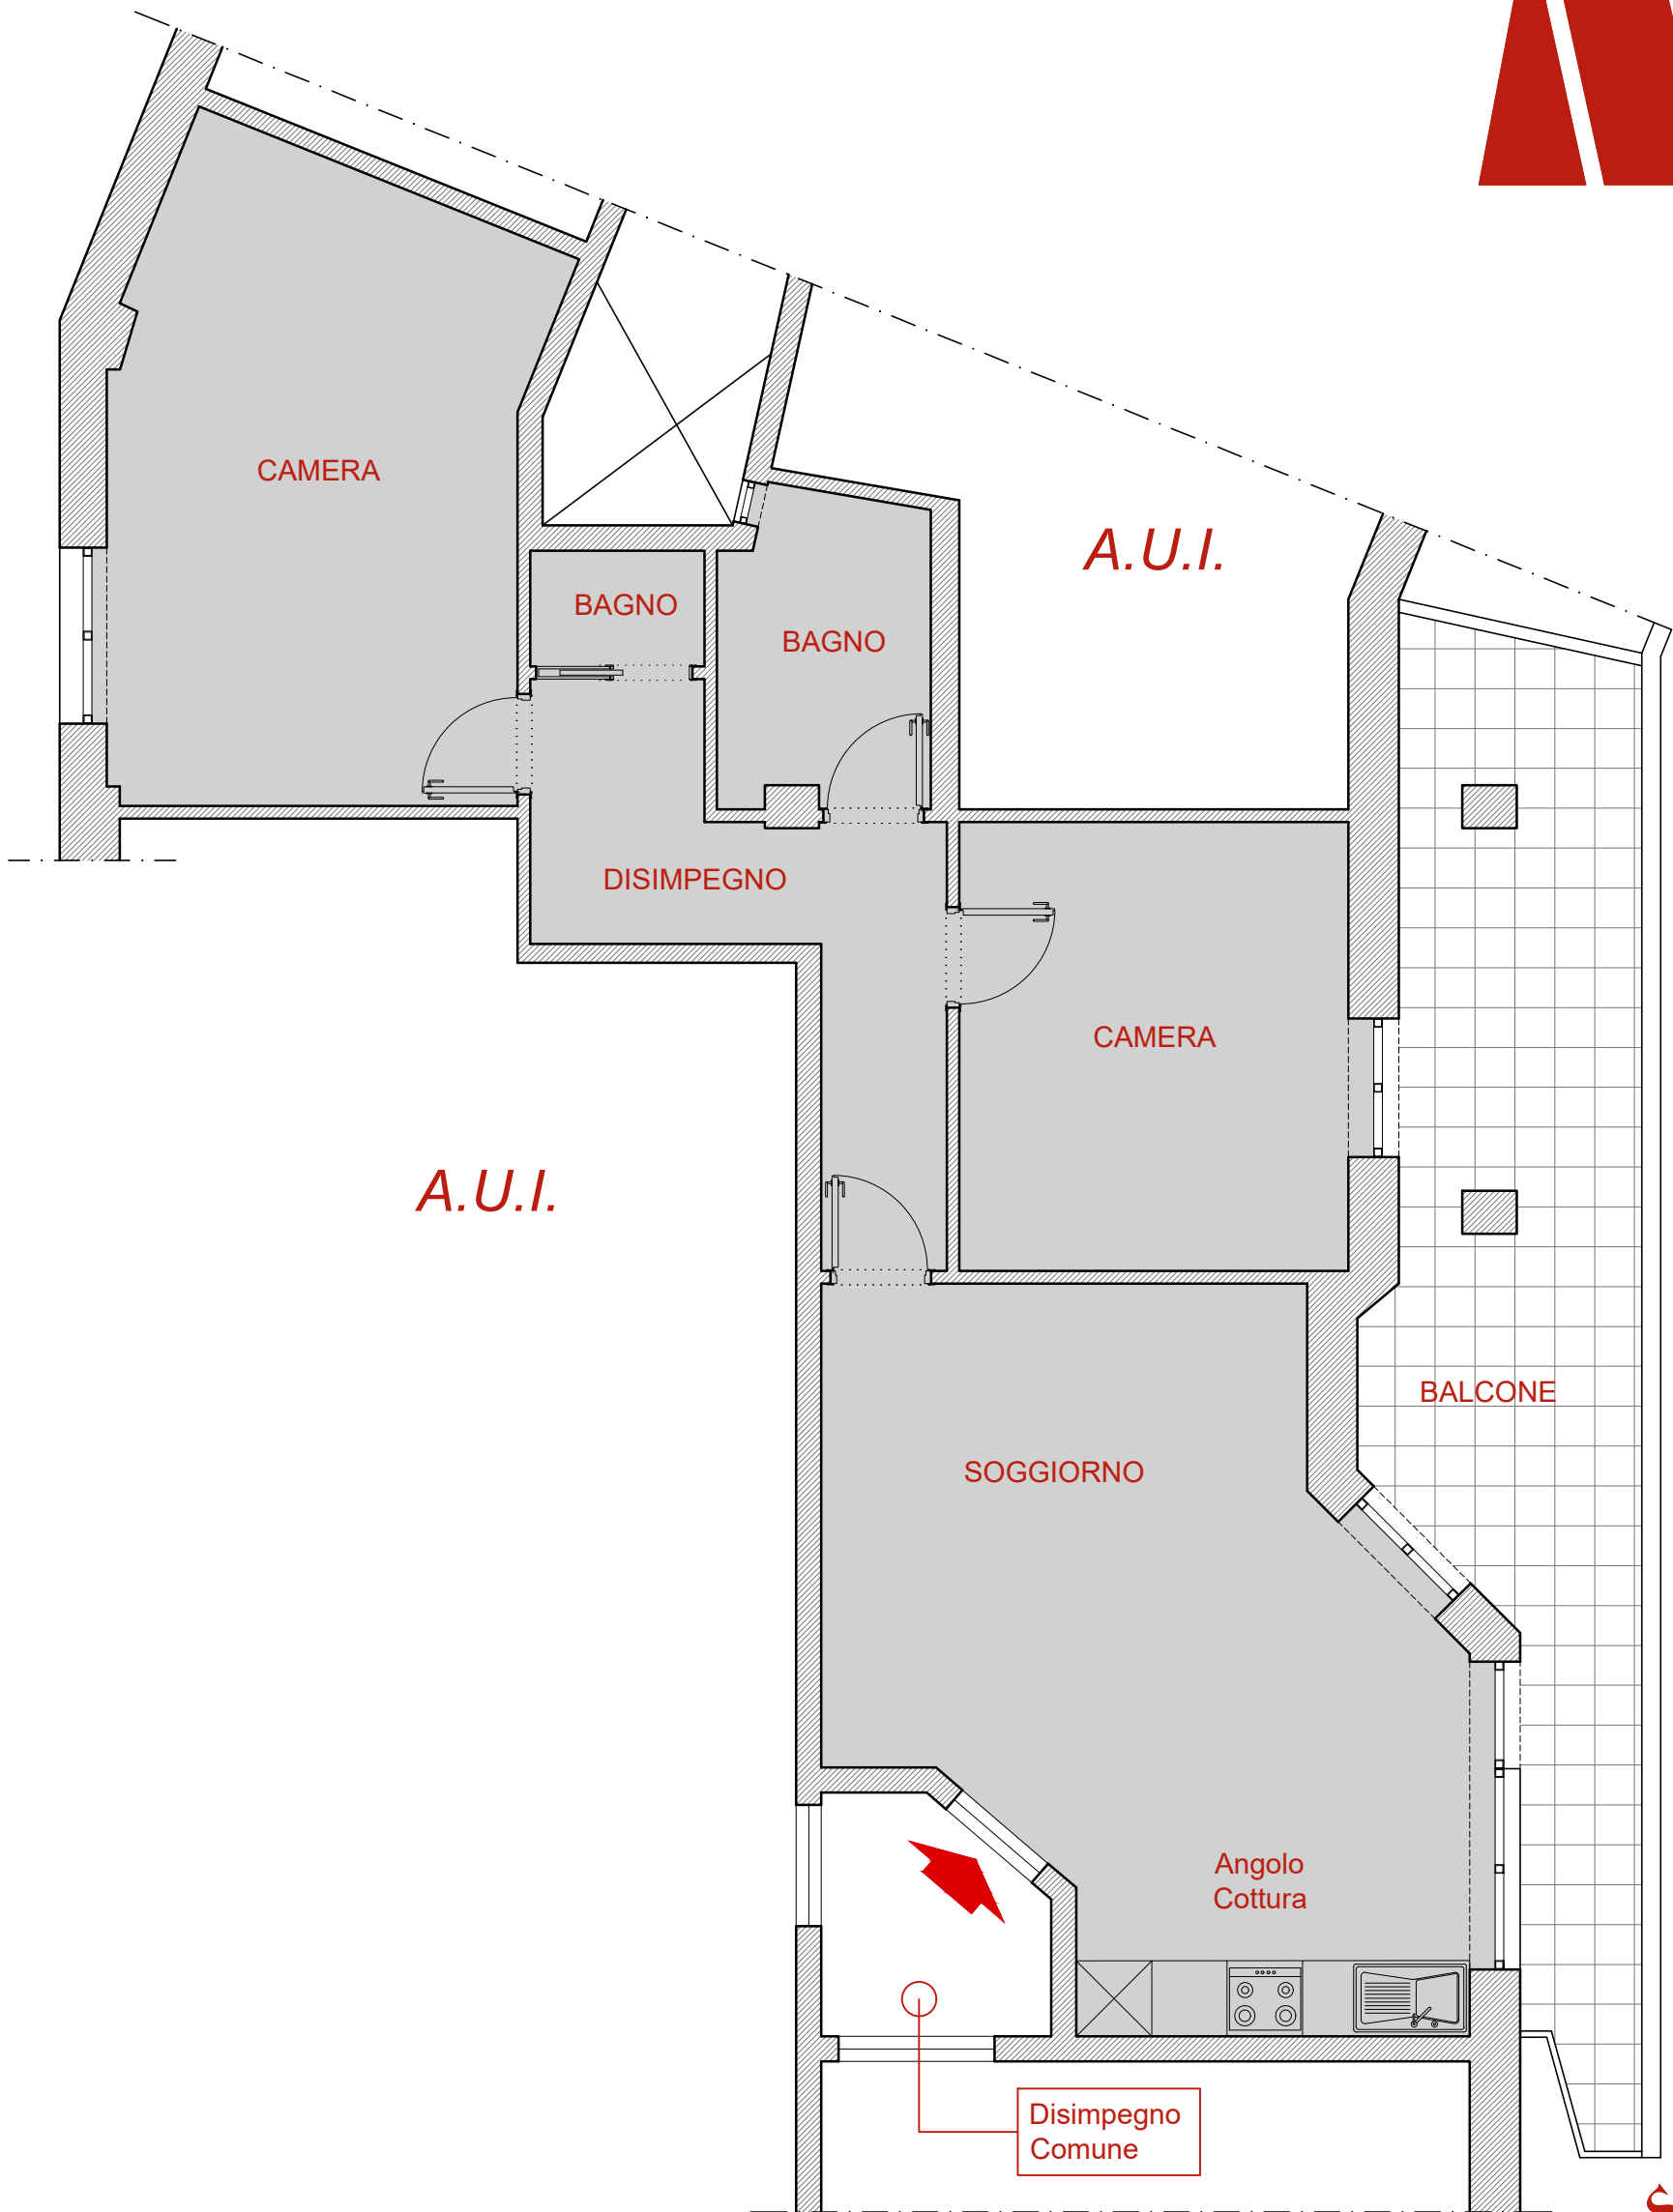 CAMERA
A.U.I.
BAGNO
BAGNO
DISIMPEGNO
CAMERA
A.U.I.
BALCONE
SOGGIORNO
Angolo
Cottura
Disimpegno
Comune